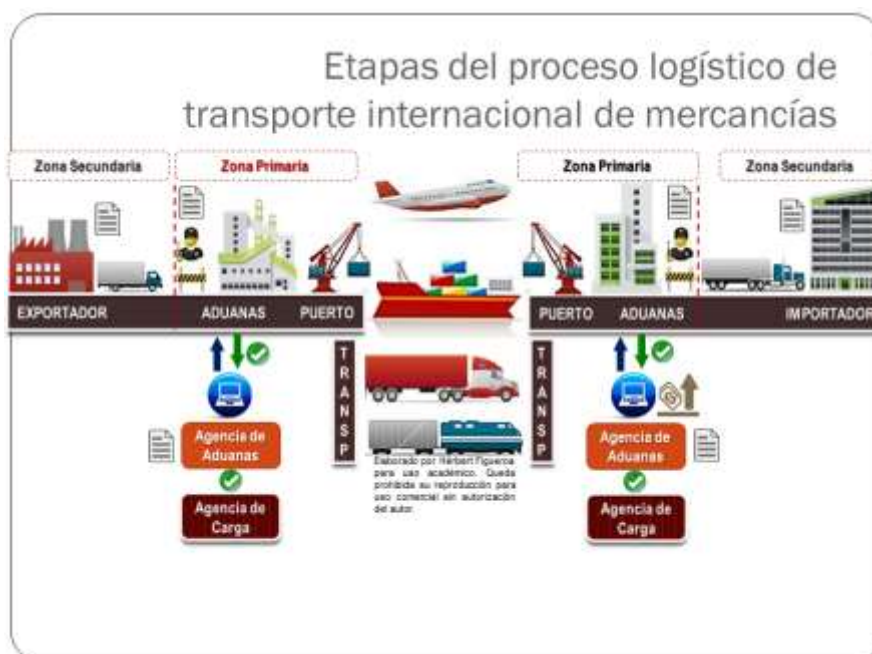 Etapas del proceso logístico de
transporte internacional de mercancías
Zona Secundaria
Zona Primaria
Zona Primaria
Zona Secundaria
EXPORTADOR
ADUANAS
PUERTO
PUERTO
ADUANAS
IMPORTADOR
TRANSP
TRANSP
Agencia de
Aduanas
Agencia de
Carga
Elaborado por Herbert Figueroa
para uso académico. Queda
prohibida su reproducción para
uso comercial sin autorización
del autor.
Agencia de
Aduanas
Agencia de
Carga